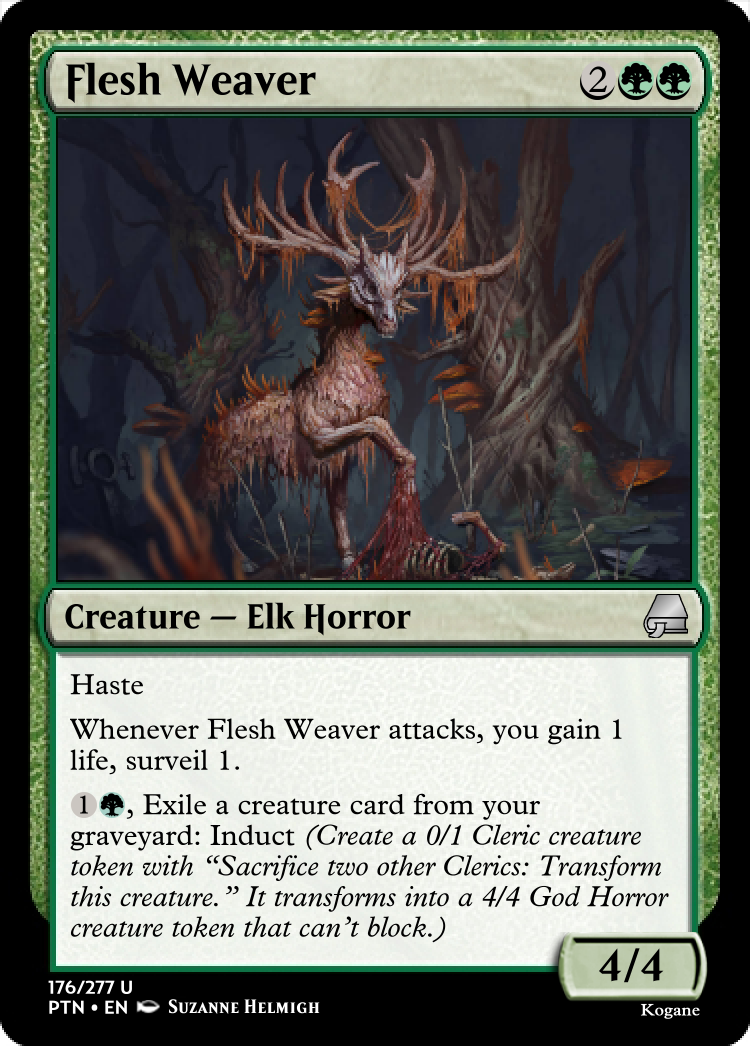 Flesh Weaver 2
Creature — Elk Horror
Haste
Whenever Flesh Weaver attacks, you gain 1
life, surveil 1.
1, Exile a creature card from your
graveyard: Induct (Create a 0/1 Cleric creature
token with “Sacrifice two other Clerics: Transform
this creature.” It transforms into a 4/4 God Horror
creature token that can’t block.)
4/4
176/277 U
PTN • EN SUZANNE HELMIGH
Kogane